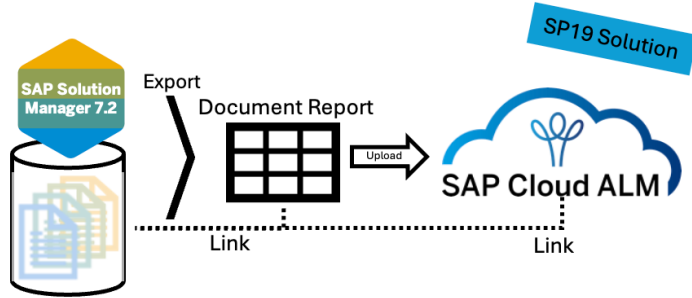 SP19 Solution
SAP Solution
Manager 7.2
Export
Document Report
Upload
SAP Cloud ALM
Link
Link